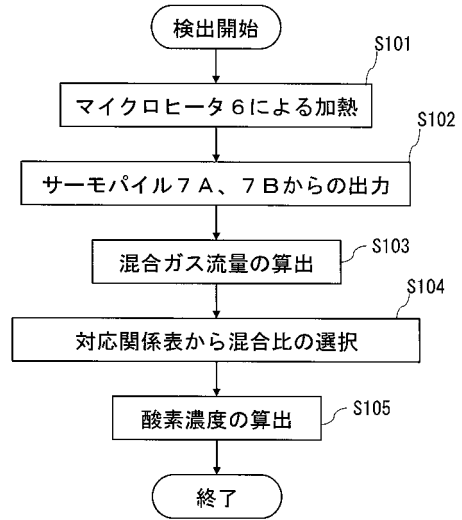 検出開始
S101
マイクロヒータ6による加熱
S102
サーモパイル7A、7Bからの出力
S103
混合ガス流量の算出
S104
対応関係表から混合比の選択
S105
酸素濃度の算出
終了